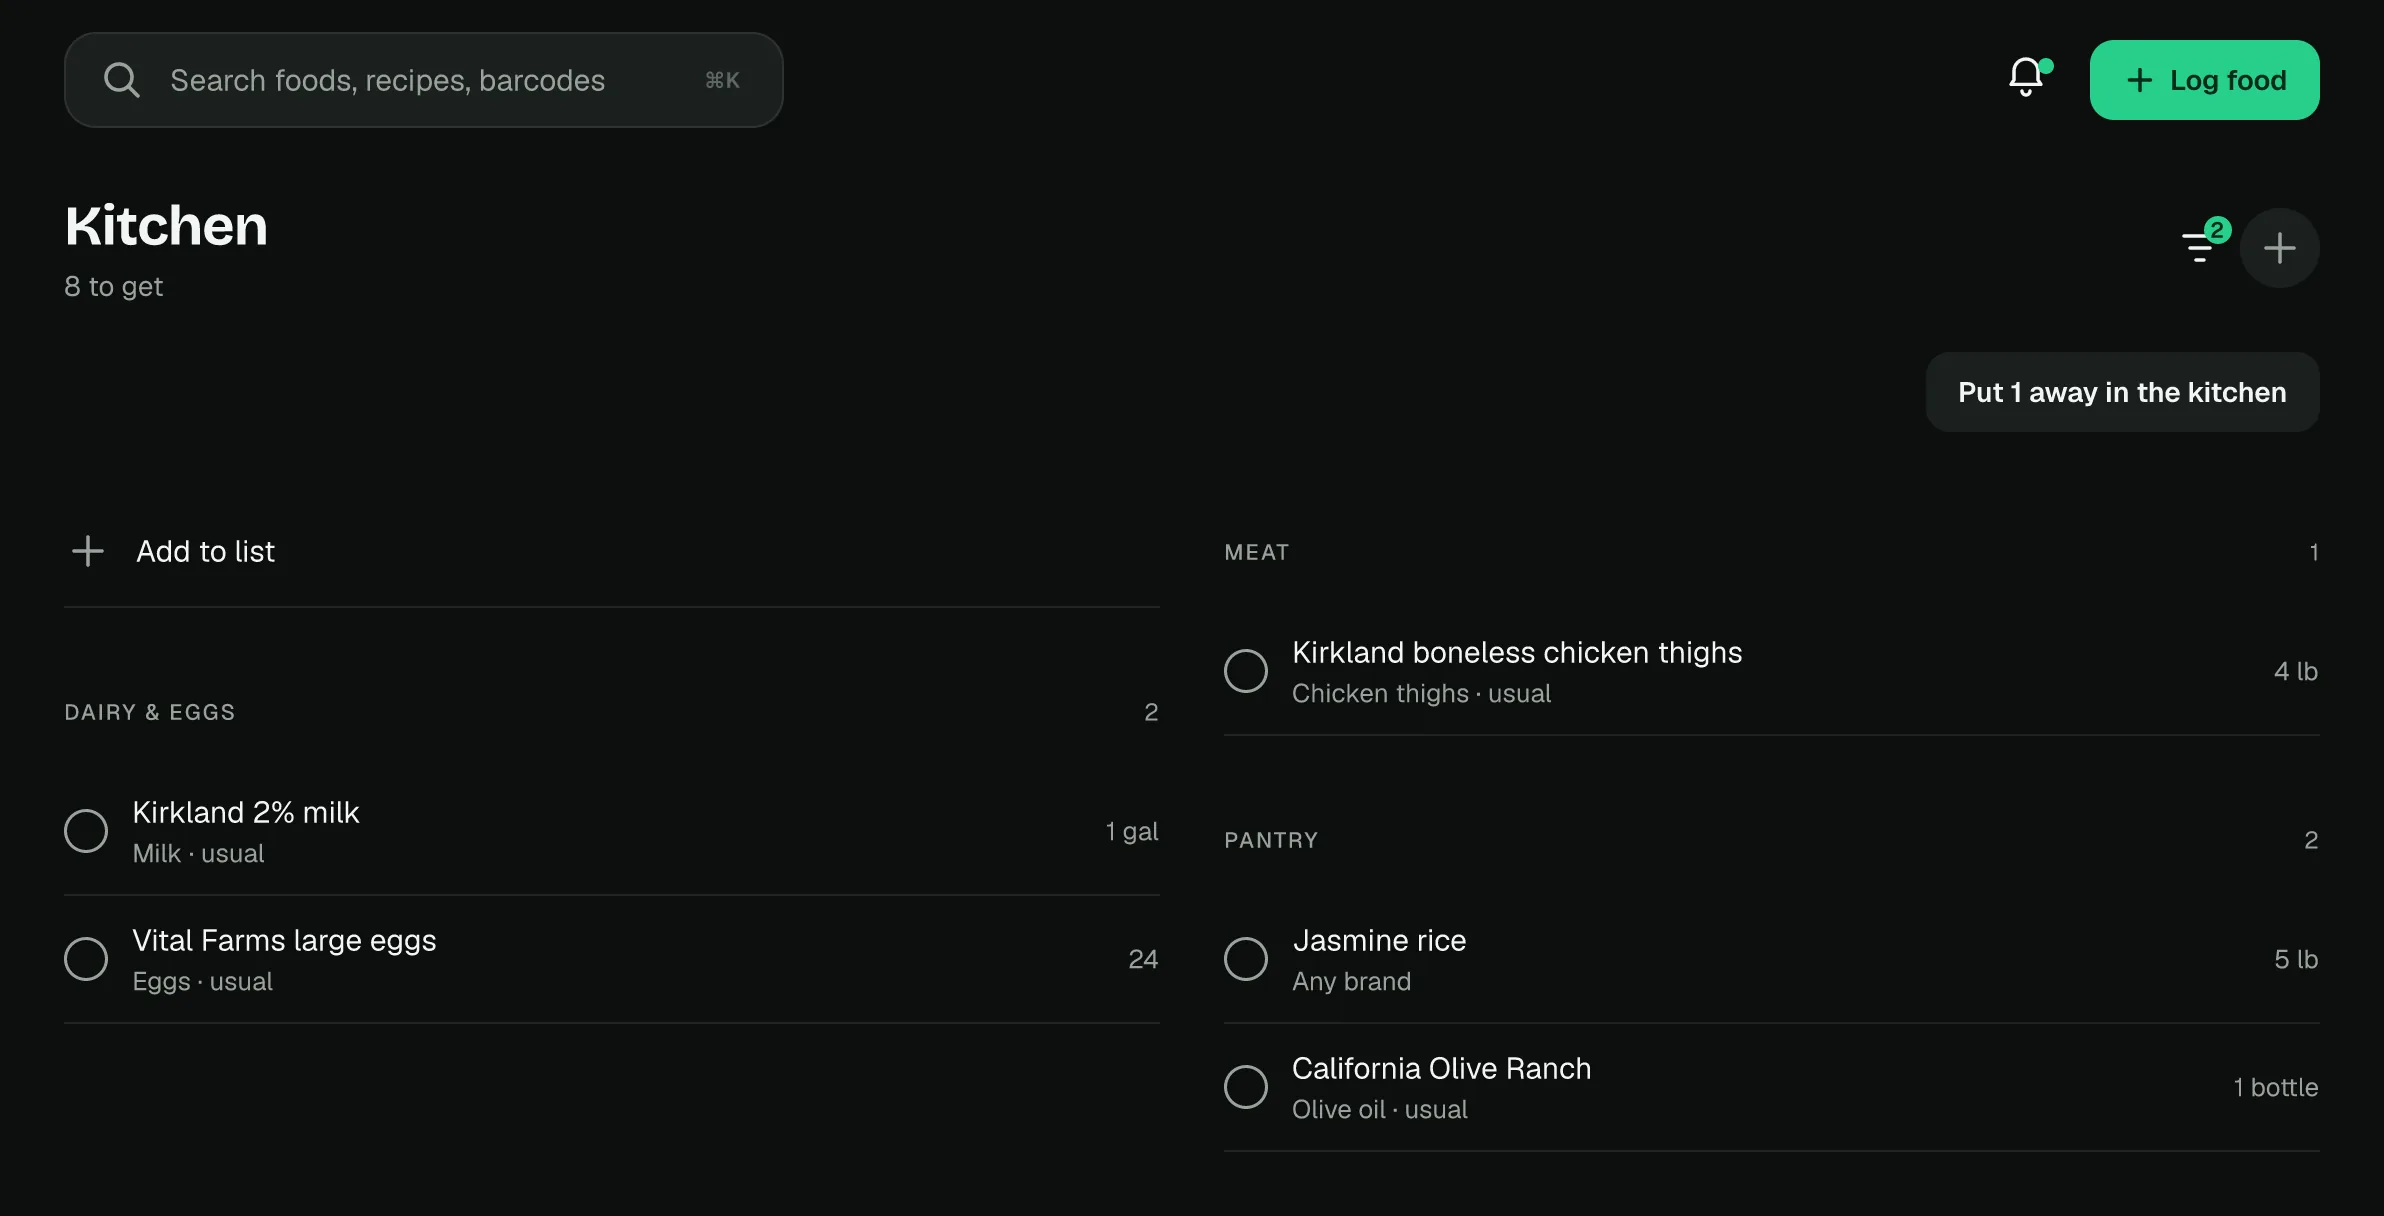 Search foods, recipes, barcodes ⌘K
+ Log food
Kitchen
8 to get
2
Put 1 away in the kitchen
Add to list
DAIRY & EGGS 2
Kirkland 2% milk
Milk · usual
1 gal
Vital Farms large eggs
Eggs · usual
24
MEAT 1
Kirkland boneless chicken thighs
Chicken thighs · usual
4 lb
PANTRY 2
Jasmine rice
Any brand
5 lb
California Olive Ranch
Olive oil · usual
1 bottle